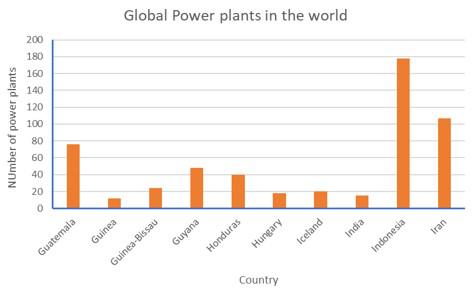 Global Power plants in the world
NUmber of power plants
200
180
160
140
120
100
80
60
40
20
0
Guatemala
Guinea
Guinea-Bissau
Guyana
Honduras
Hungary
Iceland
India
Indonesia
Iran
Country